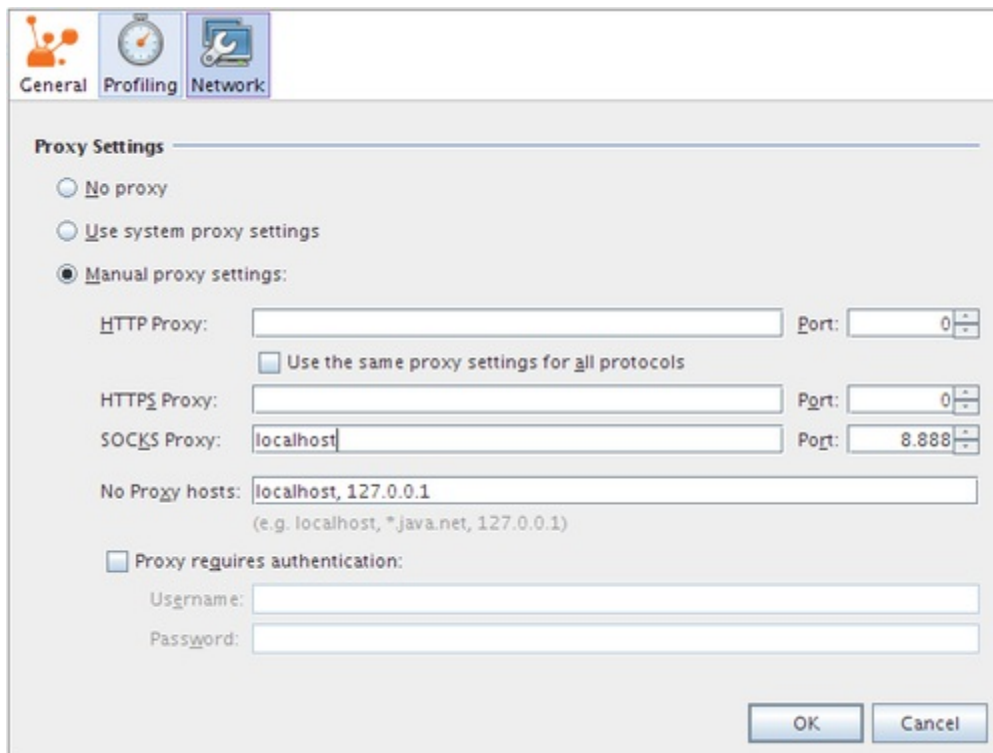 General Profiling Network
Proxy Settings
No proxy
Use system proxy settings
Manual proxy settings:
HTTP Proxy: Port: 0
Use the same proxy settings for all protocols
HTTPS Proxy: Port: 0
SOCKS Proxy: localhost Port: 8.888
No Proxy hosts: localhost, 127.0.0.1
(e.g. localhost, *.java.net, 127.0.0.1)
Proxy requires authentication:
Username:
Password:
OK Cancel